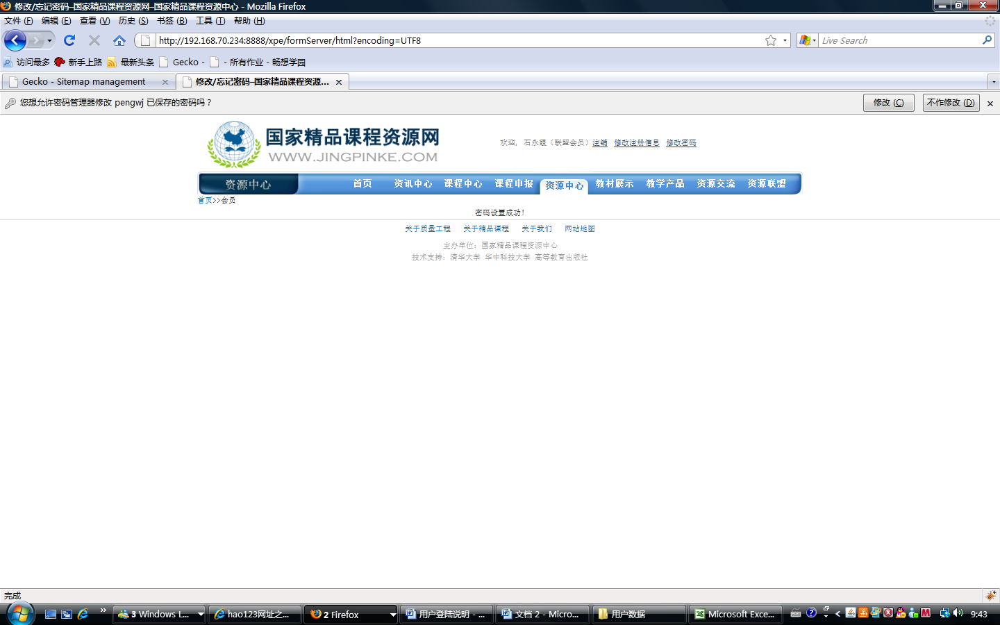 修改/忘记密码--国家精品课程资源网--国家精品课程资源中心 - Mozilla Firefox
文件 (F) 编辑 (E) 查看 (V) 历史 (S) 书签 (B) 工具 (T) 帮助 (H)
http://192.168.70.234:8888/xpe/formServer/html?encoding=UTF8 Live Search
访问最多 新手上路 最新头条 Gecko - - 所有作业 - 畅想学园
Gecko - Sitemap management 修改/忘记密码--国家精品课程资源...
您想允许密码管理器修改 pengwj 已保存的密码吗？ 修改 (C) 不作修改 (D)
国家精品课程资源网
WWW.JINGPINKE.COM
欢迎, 石永霞（联盟会员）注销 修改注册信息 修改密码
资源中心 首页 资讯中心 课程中心 课程申报 资源中心 教材展示 教学产品 资源交流 资源联盟
首页>>会员
密码设置成功!
关于质量工程 关于精品课程 关于我们 网站地图
主办单位：国家精品课程资源中心
技术支持：清华大学 华中科技大学 高等教育出版社
完成
3 Windows L... hao123网址之... 2 Firefox 用户登陆说明 - ... 文档 2 - Micro... 用户数据 Microsoft Exce... 9:43